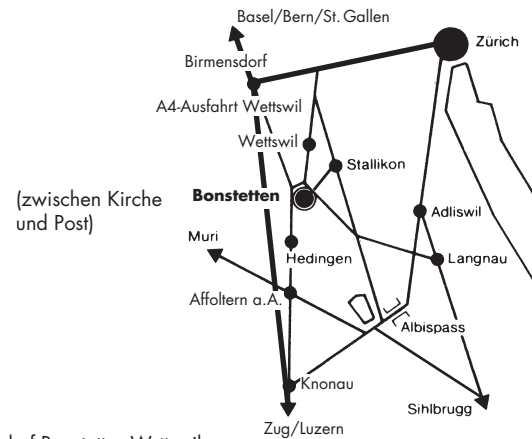 Basel/Bern/St. Gallen
Zürich
Birmensdorf
A4-Ausfahrt Wettswil
Wettswil
Stallikon
(zwischen Kirche
und Post)
Bonstetten
Adliswil
Muri
Hedingen
Langnau
Affoltern a.A.
Albispass
Knonau
Sihlbrugg
Zug/Luzern